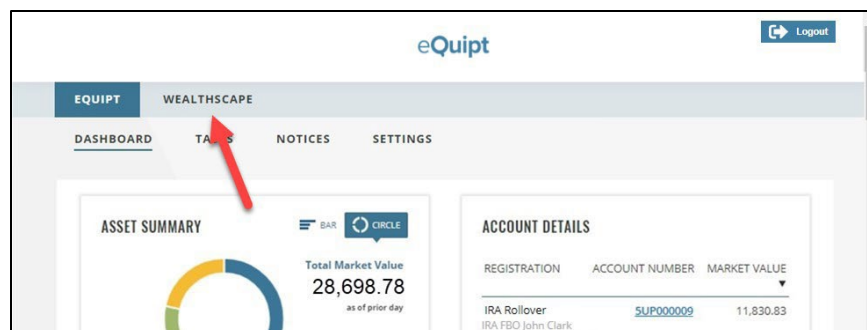 eQuipt
Logout
EQUIPT WEALTHSCAPE
DASHBOARD NOTICES SETTINGS
ASSET SUMMARY
BAR CIRCLE
Total Market Value
28,698.78
as of prior day
ACCOUNT DETAILS
REGISTRATION ACCOUNT NUMBER MARKET VALUE
IRA Rollover 5UP000009 11,830.83
IRA FBO John Clark